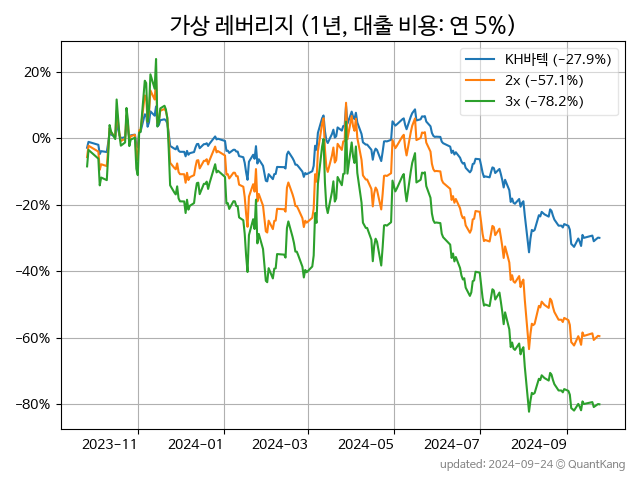 가상 레버리지 (1년, 대출 비용: 연 5%)
KH바텍 (−27.9%)
2x (−57.1%)
3x (−78.2%)
20%
0%
−20%
−40%
−60%
−80%
2023-11 2024-01 2024-03 2024-05 2024-07 2024-09
updated: 2024-09-24 © QuantKang